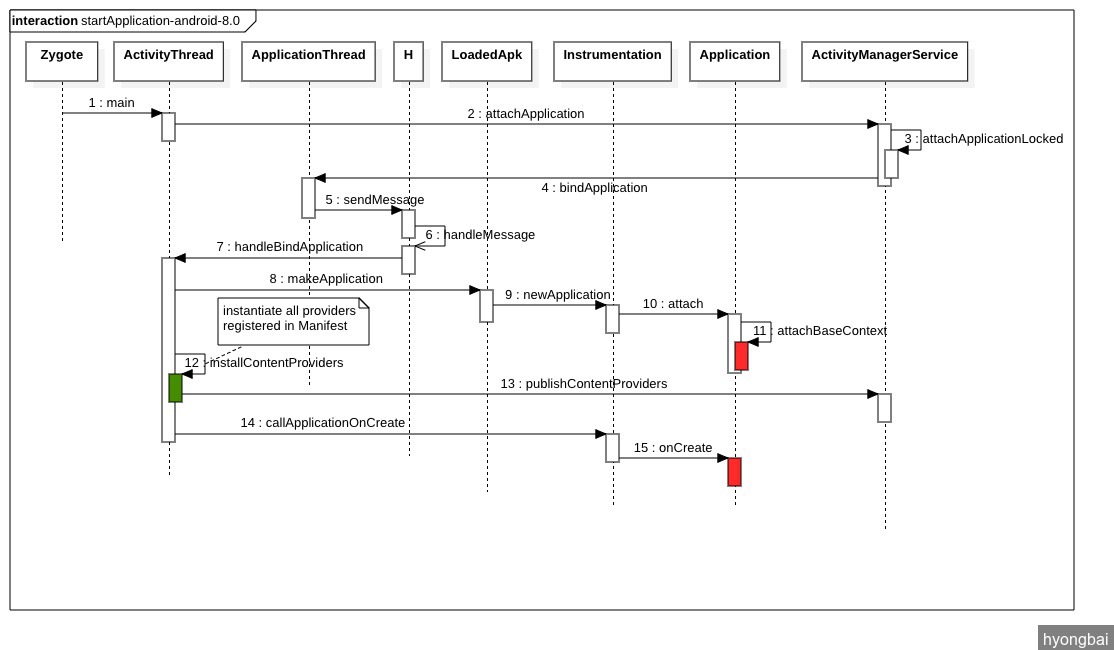 interaction startApplication-android-8.0
Zygote
ActivityThread
ApplicationThread
H
LoadedApk
Instrumentation
Application
ActivityManagerService
1 : main
2 : attachApplication
3 : attachApplicationLocked
4 : bindApplication
5 : sendMessage
6 : handleMessage
7 : handleBindApplication
8 : makeApplication
9 : newApplication
10 : attach
instantiate all providers
registered in Manifest
11 : attachBaseContext
12 : installContentProviders
13 : publishContentProviders
14 : callApplicationOnCreate
15 : onCreate
hyongbai